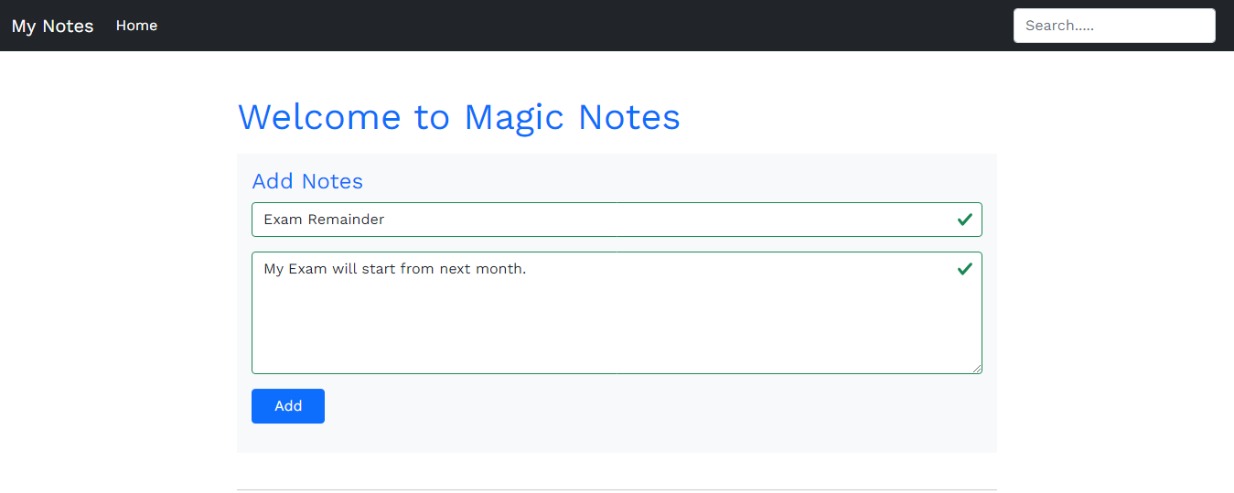 My Notes Home Search.....
Welcome to Magic Notes
Add Notes
Exam Remainder
My Exam will start from next month.
Add